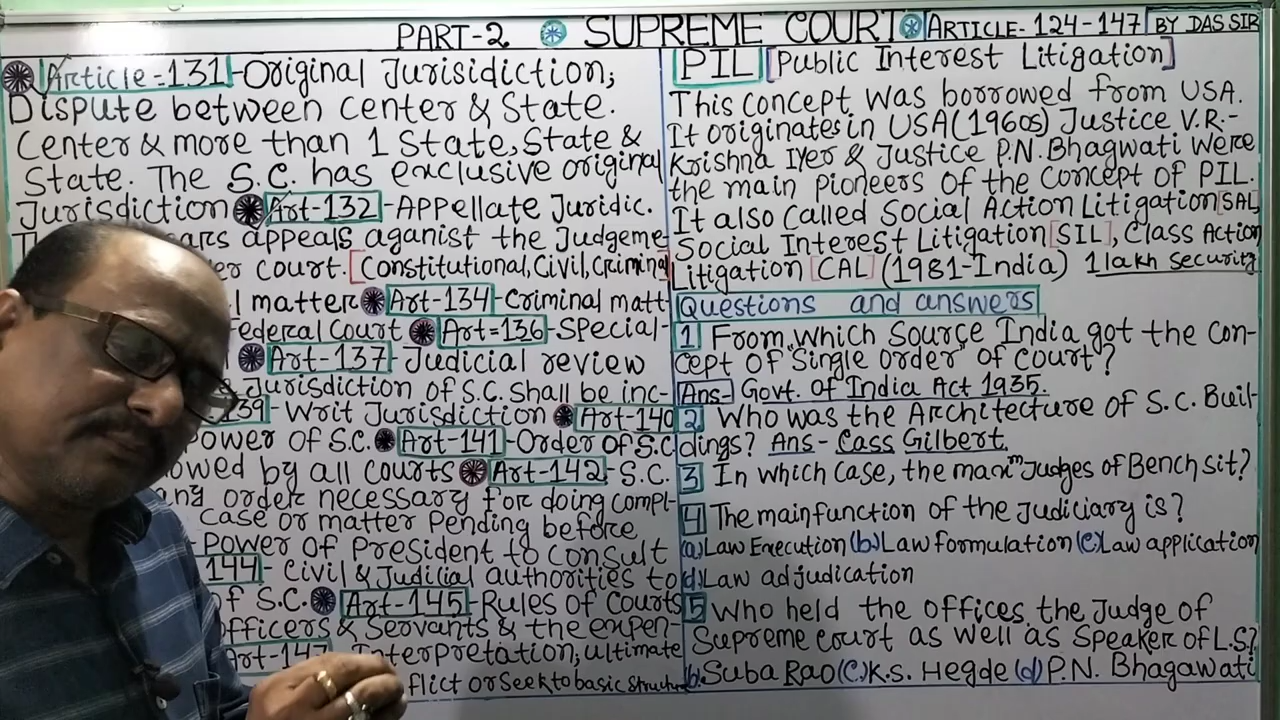 PART-2 SUPREME COURT ARTICLE-124-147 BY DAS SIR
Article=131-Original Jurisidiction;
Dispute between Center & State.
Center & more than 1 State, State &
State. The S.C. has exclusive original
Jurisdiction Art-132-Appellate Juridic.
ears appeals aganist the Judgeme
court. [Constitutional, Civil, Criminal]
matter Art-134-Criminal matt-
Federal Court Art=136-Special-
Art-137-Judicial review
Jurisdiction of S.C. Shall be inc-
139-Writ Jurisdiction Art-140
Power of S.C. Art-141-Order of S.C
owed by all courts Art-142-S.C.
any order necessary for doing compl-
case or matter pending before
-Power of President to consult
144-Civil & Judicial authorities to
of S.C. Art-145-Rules of Courts
officers & Servants & the expen-
Art-147-Interpretation, ultimate
flict or seek to basic structure
PIL [Public Interest Litigation]
This concept was borrowed from USA.
It originates in USA(1960s) Justice V.R.-
Krishna Iyer & Justice P.N. Bhagwati were
the main pioneers of the concept of PIL.
It also called Social Action Litigation [SAL],
Social Interest Litigation [SIL], Class Action
Litigation [CAL] (1981-India) 1 lakh security
Questions and answers
1 From which source India got the con-
cept of "Single order" of court?
Ans- Govt. of India Act 1935.
2 Who was the Architecture of S.C. Buil-
dings? Ans- Cass Gilbert.
3 In which case, the maxm Judges of Bench sit?
4 The main function of the Judiciary is?
(a) Law Execution (b) Law formulation (c) Law application
(d) Law adjudication
5 Who held the offices the Judge of
Supreme court as well as Speaker of L.S?
b. Suba Rao (C) K.S. Hegde (d) P.N. Bhagawati